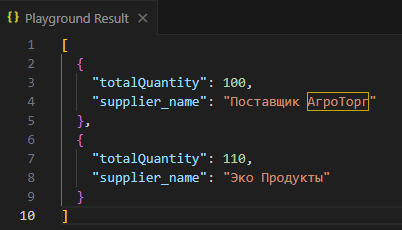 Playground Result
1 [
2 {
3 "totalQuantity": 100,
4 "supplier_name": "Поставщик АгроТорг"
5 },
6 {
7 "totalQuantity": 110,
8 "supplier_name": "Эко Продукты"
9 }
10 ]